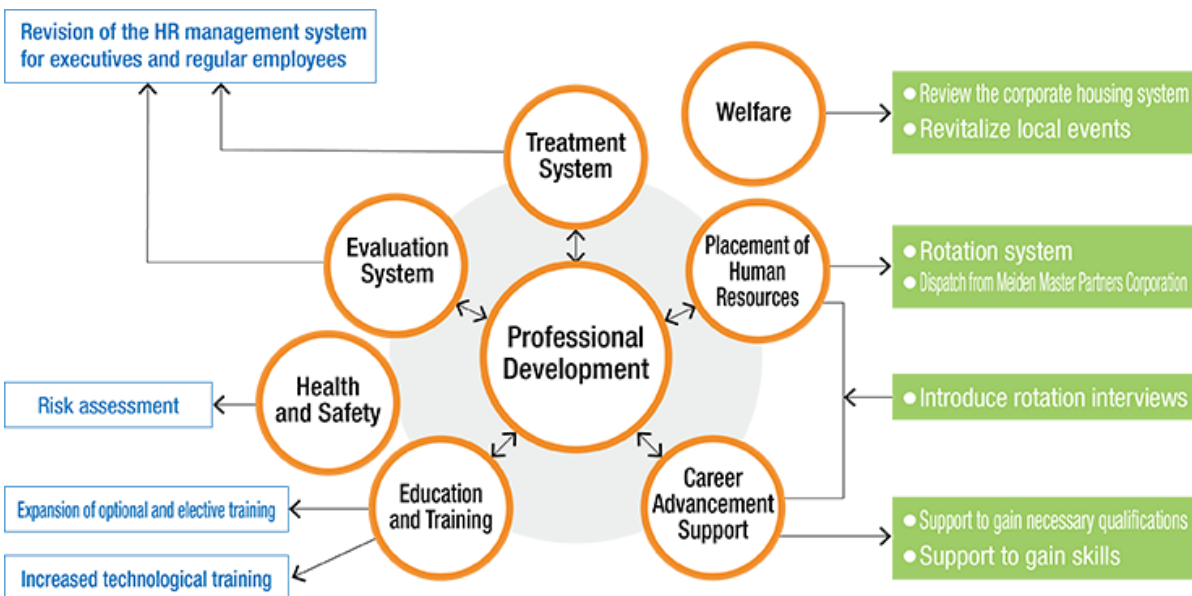 Revision of the HR management system
for executives and regular employees
Treatment
System
Welfare
● Review the corporate housing system
● Revitalize local events
Evaluation
System
Placement of
Human
Resources
● Rotation system
● Dispatch from Meiden Master Partners Corporation
Professional
Development
Health
and Safety
Risk assessment
● Introduce rotation interviews
Education
and Training
Expansion of optional and elective training
Increased technological training
Career
Advancement
Support
● Support to gain necessary qualifications
● Support to gain skills